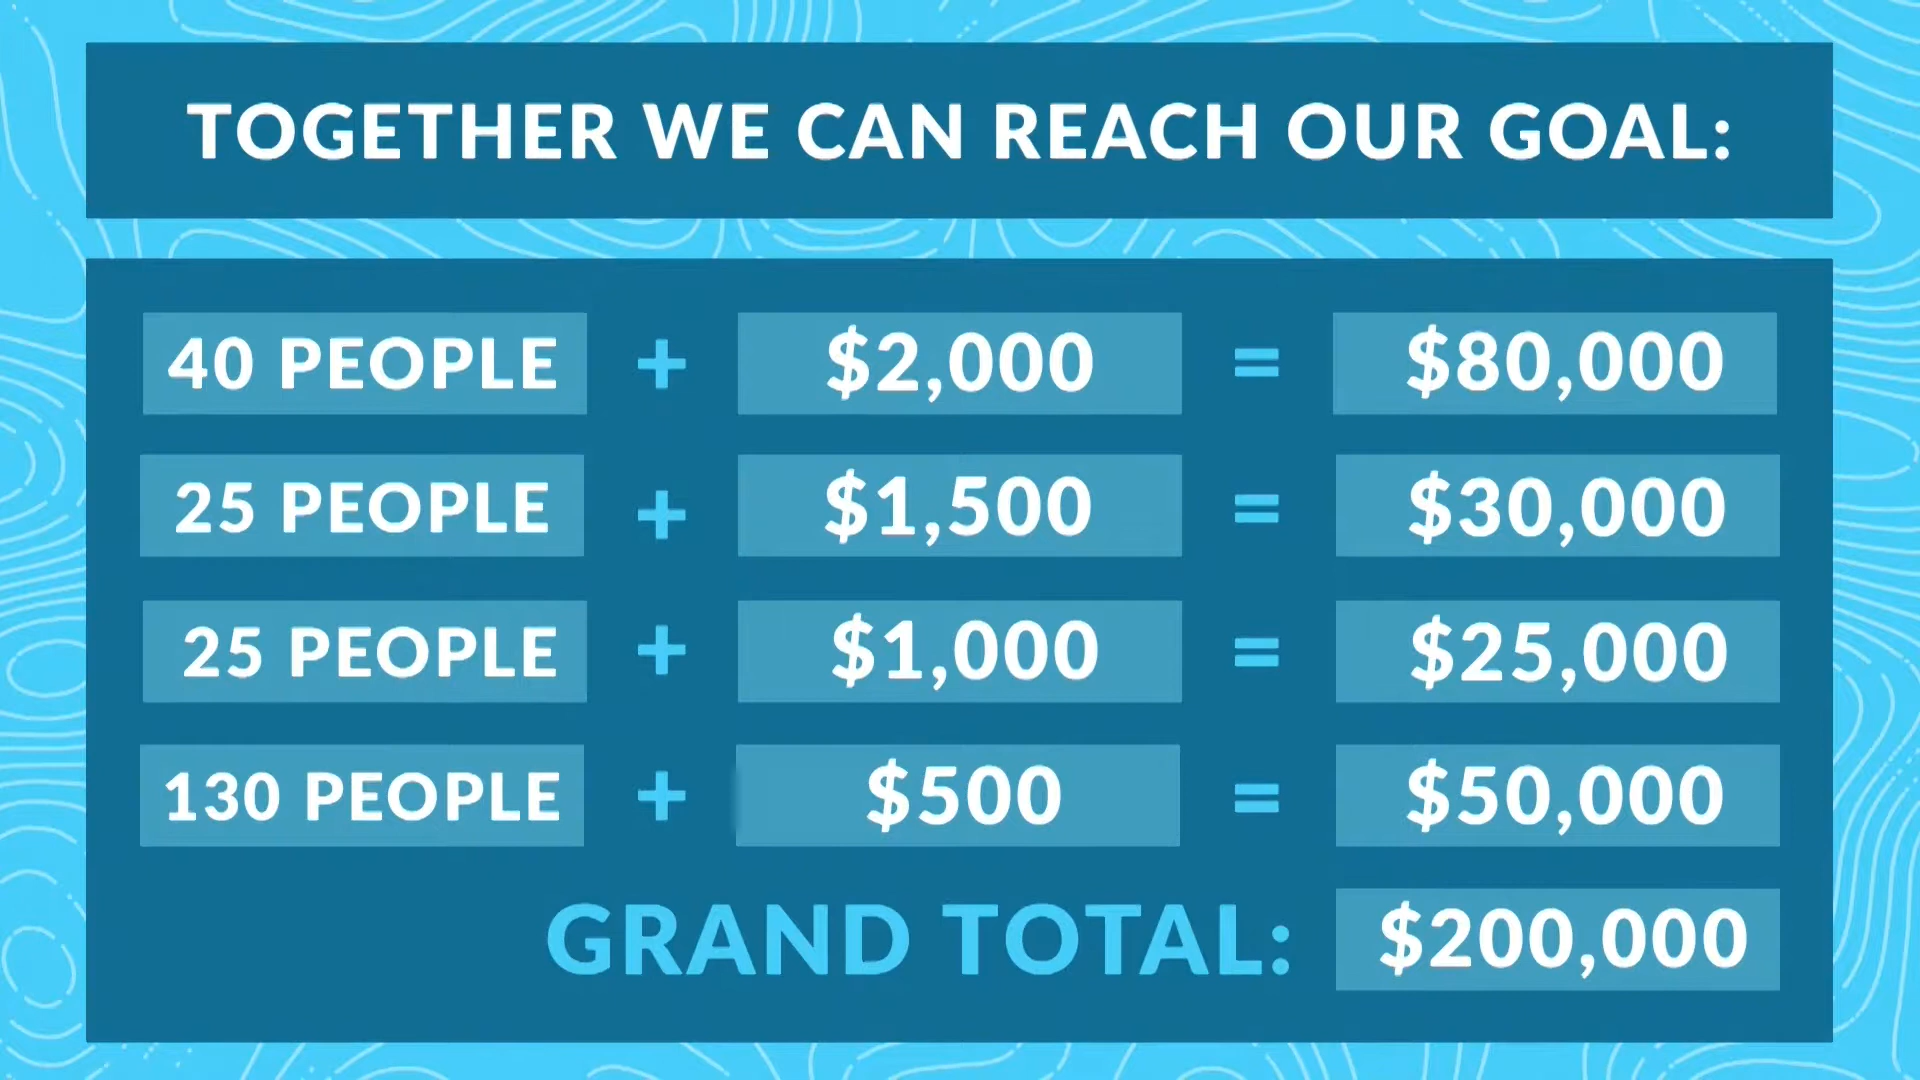 TOGETHER WE CAN REACH OUR GOAL:
40 PEOPLE + $2,000 = $80,000
25 PEOPLE + $1,500 = $30,000
25 PEOPLE + $1,000 = $25,000
130 PEOPLE + $500 = $50,000
GRAND TOTAL: $200,000